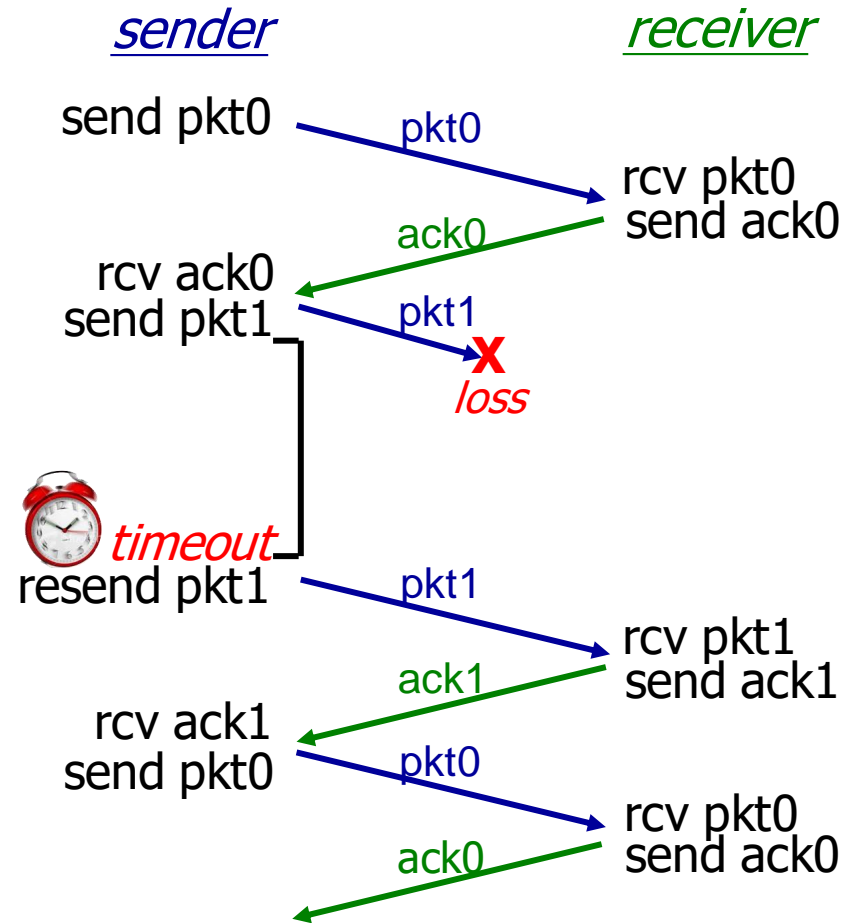 sender
receiver
send pkt0
pkt0
rcv pkt0
send ack0
ack0
rcv ack0
send pkt1
pkt1
X
loss
timeout
resend pkt1
pkt1
rcv pkt1
send ack1
ack1
rcv ack1
send pkt0
pkt0
rcv pkt0
send ack0
ack0